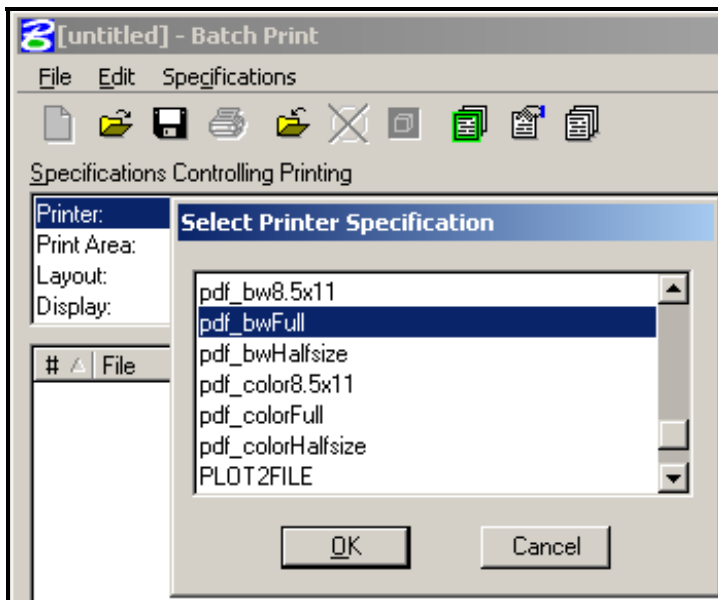 [untitled] - Batch Print
File Edit Specifications
Specifications Controlling Printing
Printer:
Print Area:
Layout:
Display:
# File
Select Printer Specification
pdf_bw8.5x11
pdf_bwFull
pdf_bwHalfsize
pdf_color8.5x11
pdf_colorFull
pdf_colorHalfsize
PLOT2FILE
OK Cancel